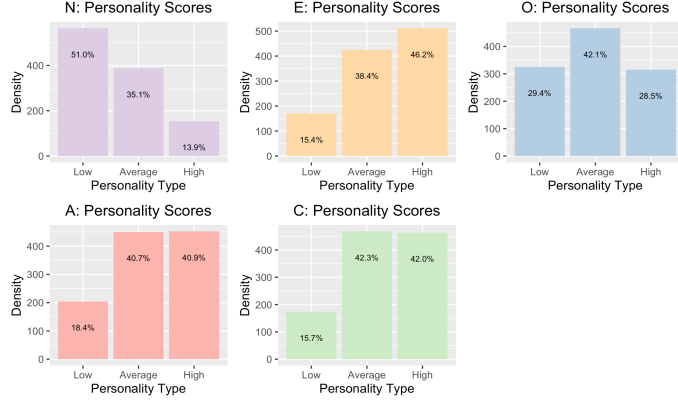 N: Personality Scores
Density
400
200
0
51.0%
35.1%
13.9%
Low Average High
Personality Type
E: Personality Scores
Density
500
400
300
200
100
0
15.4%
38.4%
46.2%
Low Average High
Personality Type
O: Personality Scores
Density
400
300
200
100
0
29.4%
42.1%
28.5%
Low Average High
Personality Type
A: Personality Scores
Density
400
300
200
100
0
18.4%
40.7%
40.9%
Low Average High
Personality Type
C: Personality Scores
Density
400
300
200
100
0
15.7%
42.3%
42.0%
Low Average High
Personality Type